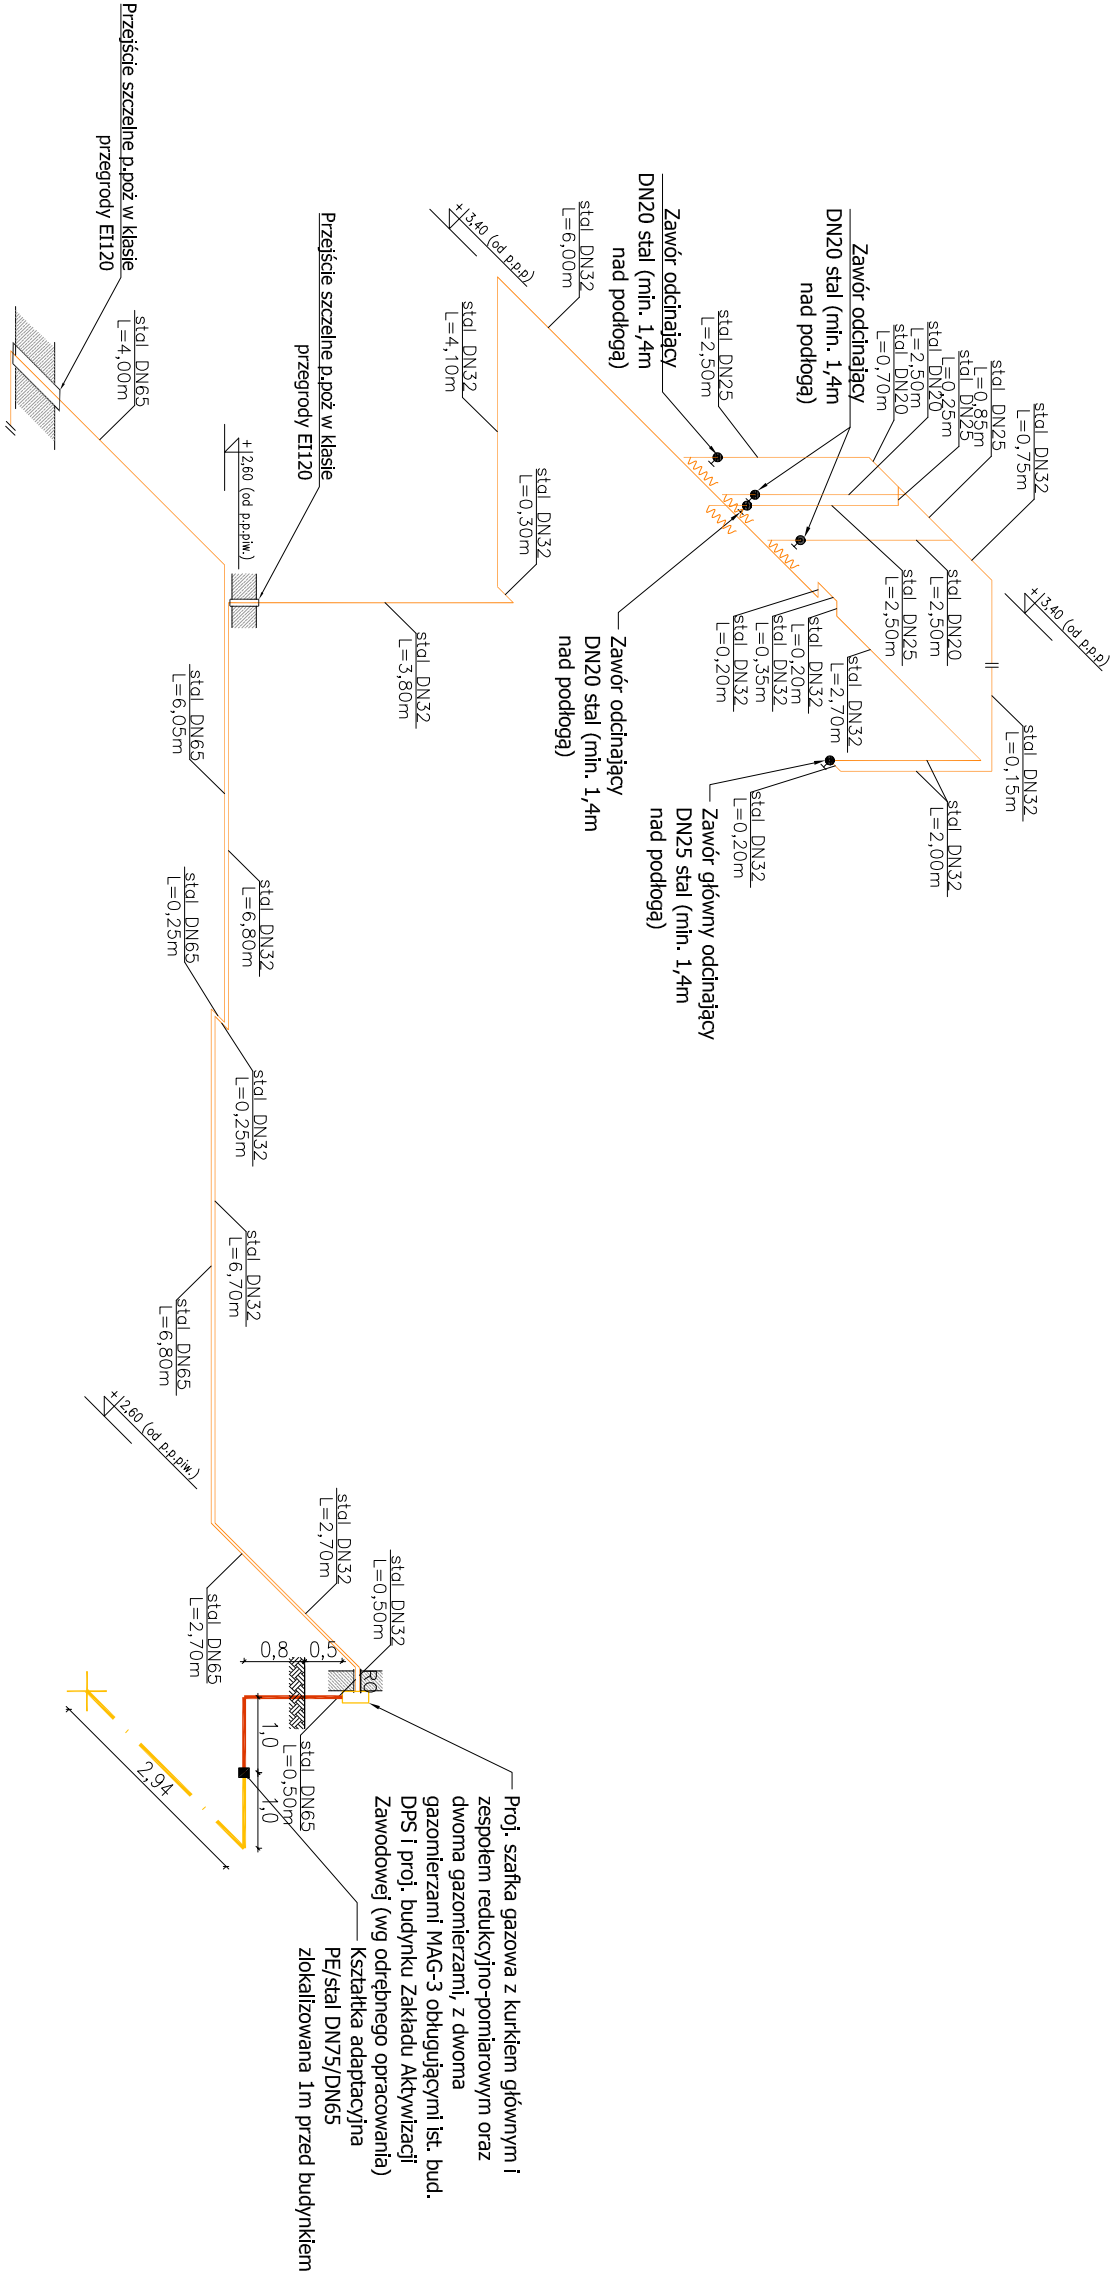 Przejście szczelne p.poż w klasie
przegrody EI120
stal DN65
L=4,00m
+2,60 (od p.p.piw.)
Przejście szczelne p.poż w klasie
przegrody EI120
+3,40 (od p.p.p)
stal DN32
L=6,00m
stal DN32
L=4,10m
stal DN32
L=0,30m
stal DN32
L=3,80m
Zawór odcinający
DN20 stal (min. 1,4m
nad podłogą)
stal DN25
L=2,50m
Zawór odcinający
DN20 stal (min. 1,4m
nad podłogą)
stal DN32
L=0,75m
stal DN25
L=0,85m
stal DN25
L=0,25m
stal DN20
L=2,50m
stal DN20
L=0,70m
+3,40 (od p.p.p)
stal DN20
L=2,50m
stal DN25
L=2,50m
stal DN32
L=0,20m
stal DN32
L=0,35m
stal DN32
L=0,20m
stal DN32
L=2,70m
stal DN32
L=0,15m
stal DN32
L=2,00m
stal DN32
L=0,20m
Zawór odcinający
DN20 stal (min. 1,4m
nad podłogą)
Zawór główny odcinający
DN25 stal (min. 1,4m
nad podłogą)
stal DN65
L=6,05m
stal DN32
L=6,80m
stal DN65
L=0,25m
stal DN32
L=0,25m
stal DN32
L=6,70m
stal DN65
L=6,80m
+2,60 (od p.p.piw.)
stal DN32
L=2,70m
stal DN32
L=0,50m
stal DN65
L=2,70m
0,8
0,5
RO
1,0
1,0
2,94
stal DN65
L=0,50m
Proj. szafka gazowa z kurkiem głównym i
zespołem redukcyjno-pomiarowym oraz
dwoma gazomierzami, z dwoma
gazomierzami MAG-3 obługującymi ist. bud.
DPS i proj. budynku Zakładu Aktywizacji
Zawodowej (wg odrębnego opracowania)
Kształtka adaptacyjna
PE/stal DN75/DN65
zlokalizowana 1m przed budynkiem